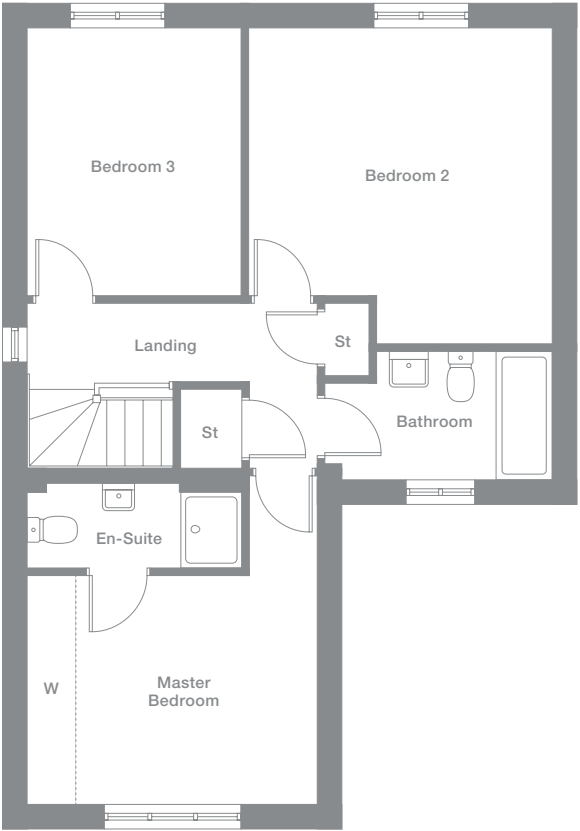 Bedroom 3
Bedroom 2
Landing
St
St
Bathroom
En-Suite
W
Master
Bedroom